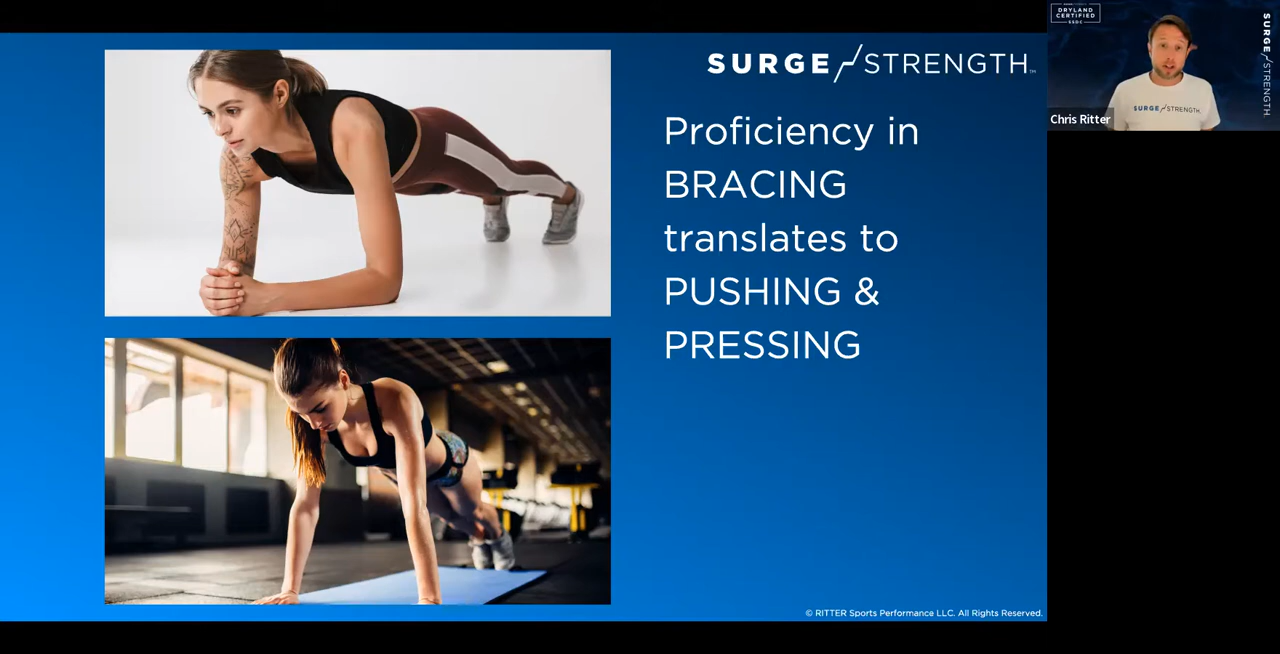 SURGE STRENGTH™
Proficiency in
BRACING
translates to
PUSHING &
PRESSING
© RITTER Sports Performance LLC. All Rights Reserved.
DRYLAND
CERTIFIED
SURGE STRENGTH
SURGE STRENGTH
Chris Ritter